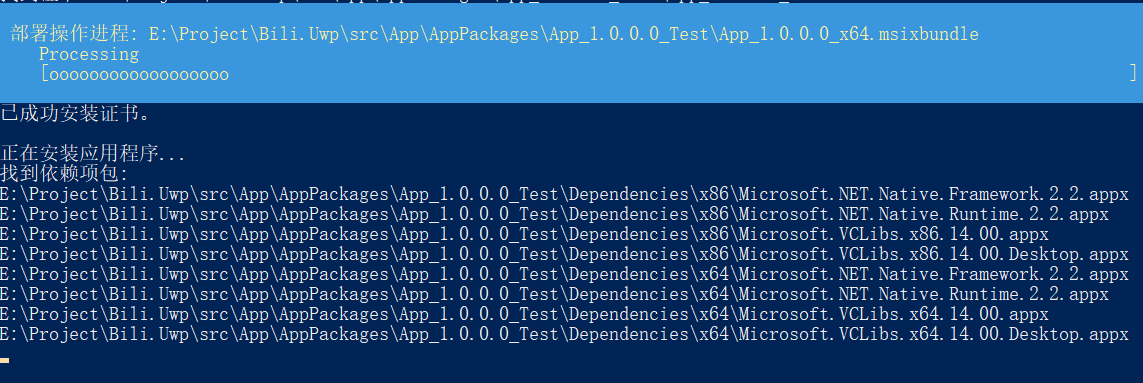 部署操作进程: E:\Project\Bili.Uwp\src\App\AppPackages\App_1.0.0.0_Test\App_1.0.0.0_x64.msixbundle
Processing
[oooooooooooooooooo ]
已成功安装证书。
正在安装应用程序...
找到依赖项包:
E:\Project\Bili.Uwp\src\App\AppPackages\App_1.0.0.0_Test\Dependencies\x86\Microsoft.NET.Native.Framework.2.2.appx
E:\Project\Bili.Uwp\src\App\AppPackages\App_1.0.0.0_Test\Dependencies\x86\Microsoft.NET.Native.Runtime.2.2.appx
E:\Project\Bili.Uwp\src\App\AppPackages\App_1.0.0.0_Test\Dependencies\x86\Microsoft.VCLibs.x86.14.00.appx
E:\Project\Bili.Uwp\src\App\AppPackages\App_1.0.0.0_Test\Dependencies\x86\Microsoft.VCLibs.x86.14.00.Desktop.appx
E:\Project\Bili.Uwp\src\App\AppPackages\App_1.0.0.0_Test\Dependencies\x64\Microsoft.NET.Native.Framework.2.2.appx
E:\Project\Bili.Uwp\src\App\AppPackages\App_1.0.0.0_Test\Dependencies\x64\Microsoft.NET.Native.Runtime.2.2.appx
E:\Project\Bili.Uwp\src\App\AppPackages\App_1.0.0.0_Test\Dependencies\x64\Microsoft.VCLibs.x64.14.00.appx
E:\Project\Bili.Uwp\src\App\AppPackages\App_1.0.0.0_Test\Dependencies\x64\Microsoft.VCLibs.x64.14.00.Desktop.appx